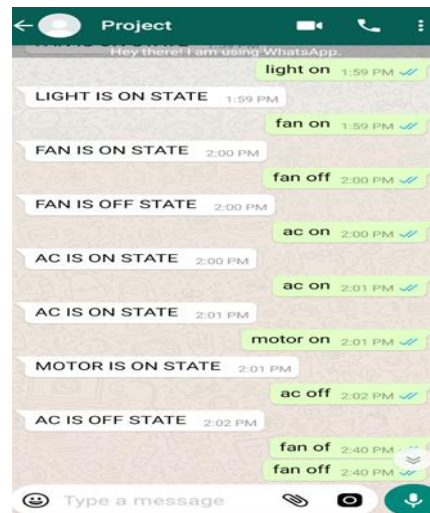 Project
Hey there! I am using WhatsApp.
light on 1:59 PM
LIGHT IS ON STATE 1:59 PM
fan on 1:59 PM
FAN IS ON STATE 2:00 PM
fan off 2:00 PM
FAN IS OFF STATE 2:00 PM
ac on 2:00 PM
AC IS ON STATE 2:00 PM
ac on 2:01 PM
AC IS ON STATE 2:01 PM
motor on 2:01 PM
MOTOR IS ON STATE 2:01 PM
ac off 2:02 PM
AC IS OFF STATE 2:02 PM
fan of 2:40 PM
fan off 2:40 PM
Type a message